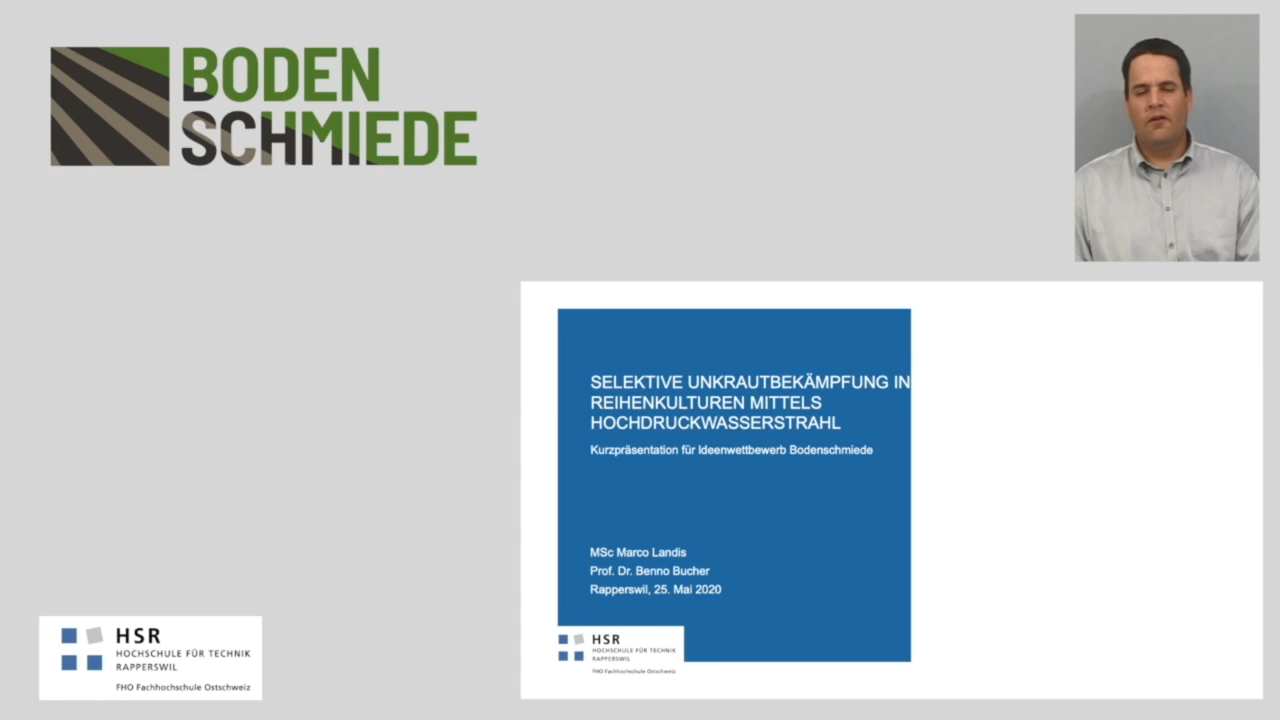 BODEN
SCHMIEDE
SELEKTIVE UNKRAUTBEKÄMPFUNG IN
REIHENKULTUREN MITTELS
HOCHDRUCKWASSERSTRAHL
Kurzpräsentation für Ideenwettbewerb Bodenschmiede
MSc Marco Landis
Prof. Dr. Benno Bucher
Rapperswil, 25. Mai 2020
HSR
HOCHSCHULE FÜR TECHNIK
RAPPERSWIL
FHO Fachhochschule Ostschweiz
HSR
HOCHSCHULE FÜR TECHNIK
RAPPERSWIL
FHO Fachhochschule Ostschweiz